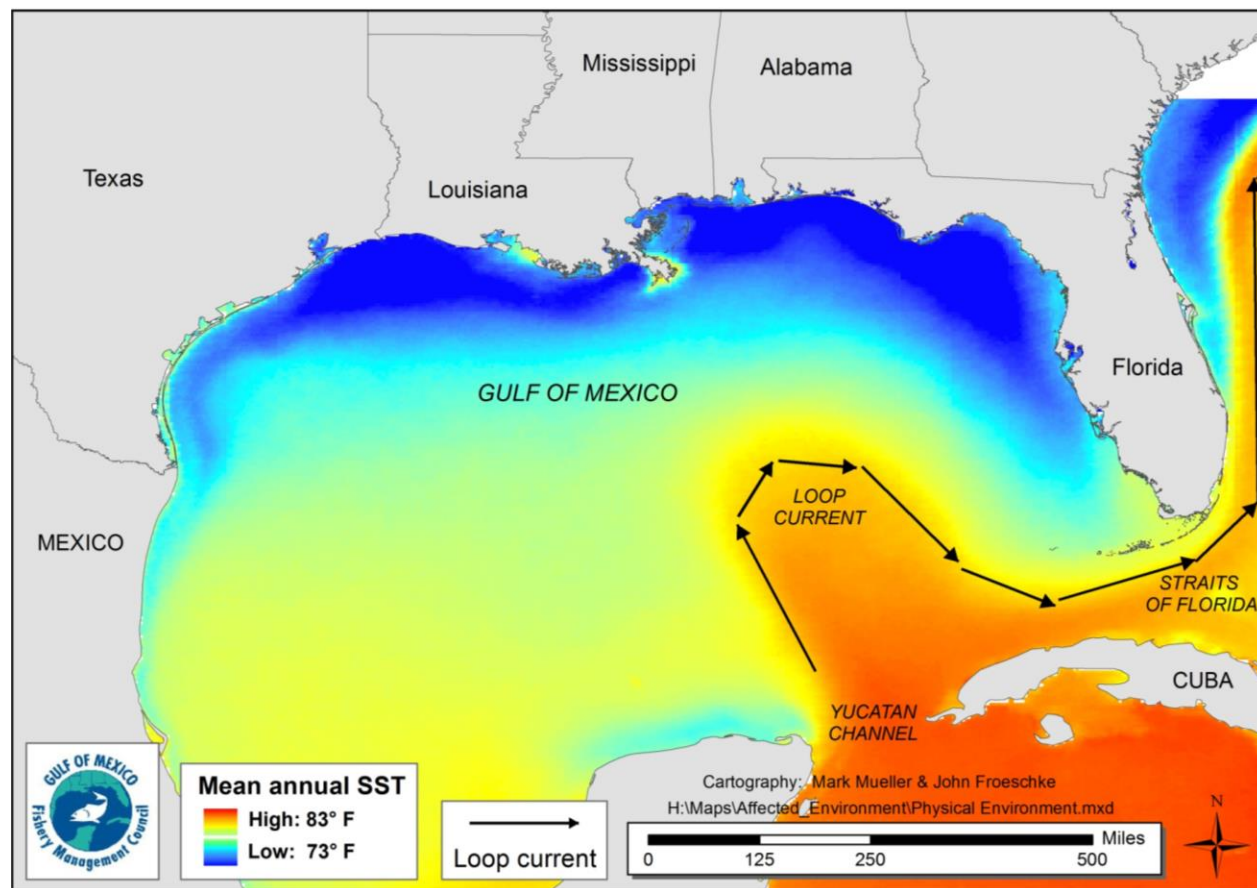 Mississippi
Alabama
Texas
Louisiana
GULF OF MEXICO
Florida
LOOP
CURRENT
MEXICO
STRAITS
OF FLORIDA
CUBA
YUCATAN
CHANNEL
GULF OF MEXICO
Fishery Management Council
Mean annual SST
High: 83° F
Low: 73° F
Loop current
Cartography: Mark Mueller & John Froeschke
H:\Maps\Affected_Environment\Physical Environment.mxd
Miles
0 125 250 500
N